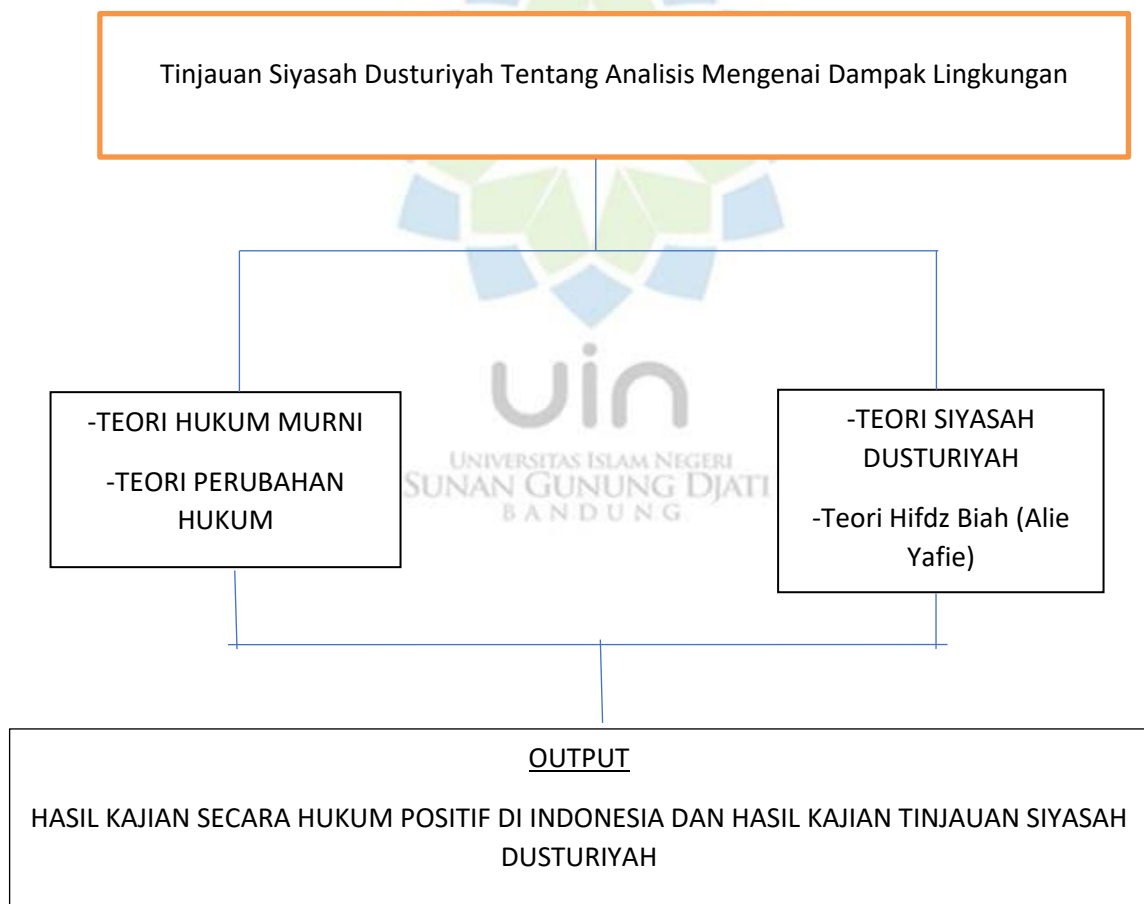 Tinjauan Siyasah Dusturiyah Tentang Analisis Mengenai Dampak Lingkungan
uin
UNIVERSITAS ISLAM NEGERI
SUNAN GUNUNG DJATI
BANDUNG
-TEORI HUKUM MURNI
-TEORI PERUBAHAN
HUKUM
-TEORI SIYASAH
DUSTURIYAH
-Teori Hifdz Biah (Alie
Yafie)
OUTPUT
HASIL KAJIAN SECARA HUKUM POSITIF DI INDONESIA DAN HASIL KAJIAN TINJAUAN SIYASAH
DUSTURIYAH